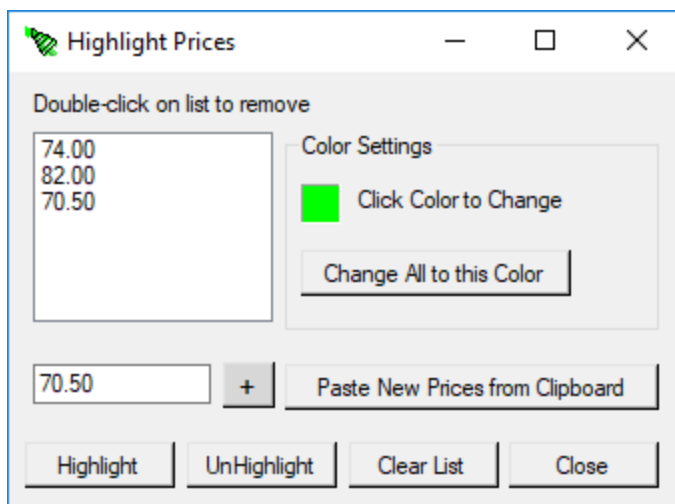 Highlight Prices
Double-click on list to remove
74.00
82.00
70.50
Color Settings
Click Color to Change
Change All to this Color
70.50
+
Paste New Prices from Clipboard
Highlight
UnHighlight
Clear List
Close